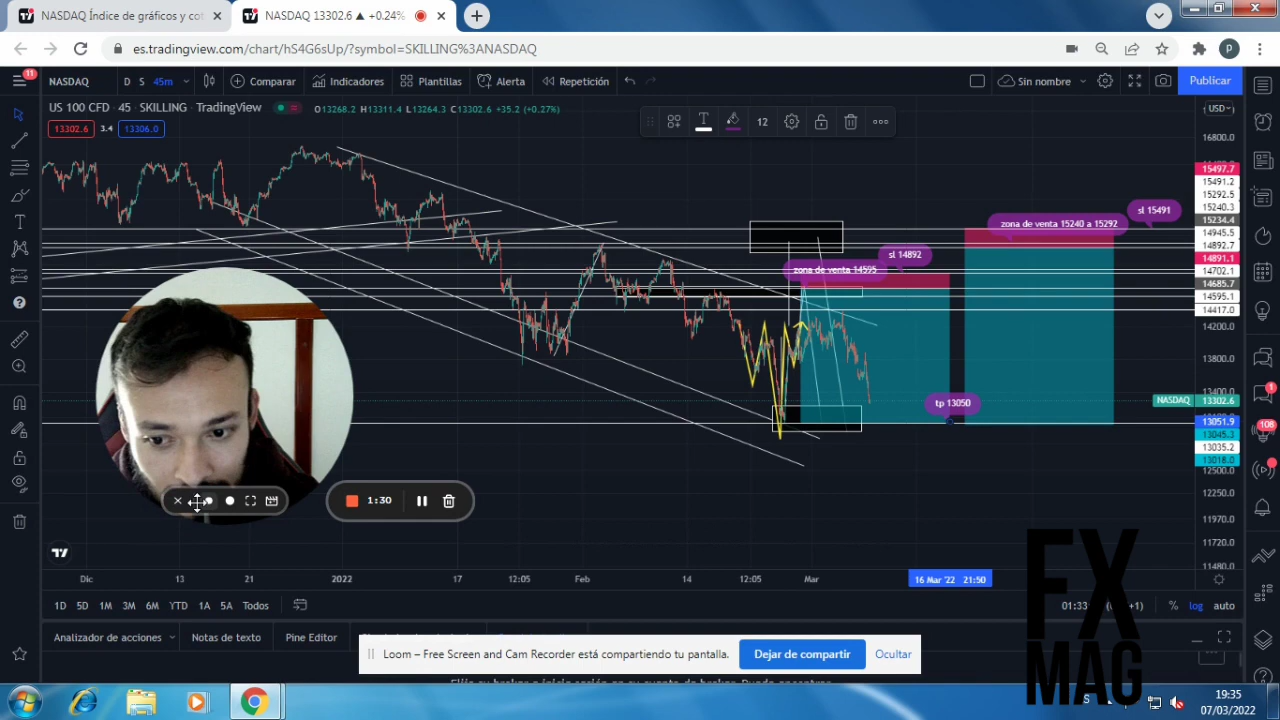 NASDAQ Índice de gráficos y cot
NASDAQ 13302.6 ▲ +0.24%
es.tradingview.com/chart/hS4G6sUp/?symbol=SKILLING%3ANASDAQ
P
11
NASDAQ
D S 45m
Comparar
Indicadores
Plantillas
Alerta
Repetición
Sin nombre
Publicar
US 100 CFD · 45 · SKILLING · TradingView
O13268.2 H13311.4 L13264.3 C13302.6 +35.2 (+0.27%)
13302.6 3.4 13306.0
12
USD
16800.0
15497.7
15491.2
15292.5
15240.3
15234.4
14945.5
14892.7
14891.1
14702.1
14685.7
14595.1
14417.0
14200.0
13800.0
13400.0
NASDAQ 13302.6
13051.9
13045.3
13035.2
13018.0
12500.0
12250.0
11970.0
11720.0
11480.0
sl 15491
zona de venta 15240 a 15292
sl 14892
zona de venta 14595
tp 13050
1
108
1:30
Dic 13 21 2022 17 12:05 Feb 14 12:05 Mar
16 Mar '22 21:50
1D 5D 1M 3M 6M YTD 1A 5A Todos
01:33
+1)
% log auto
Analizador de acciones
Notas de texto
Pine Editor
Loom – Free Screen and Cam Recorder está compartiendo tu pantalla.
Dejar de compartir
Ocultar
FX
MAG
19:35
07/03/2022